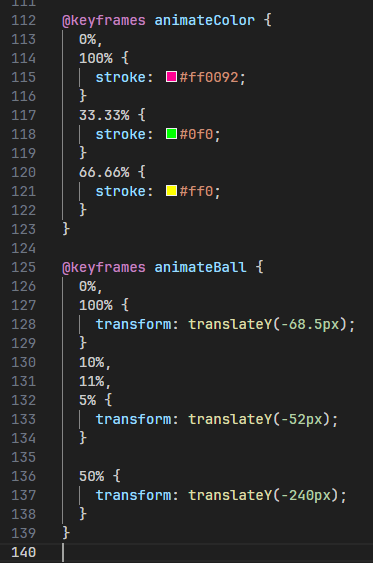 111
112 @keyframes animateColor {
113   0%,
114   100% {
115     stroke: #ff0092;
116   }
117   33.33% {
118     stroke: #0f0;
119   }
120   66.66% {
121     stroke: #ff0;
122   }
123 }
124
125 @keyframes animateBall {
126   0%,
127   100% {
128     transform: translateY(-68.5px);
129   }
130   10%,
131   11%,
132   5% {
133     transform: translateY(-52px);
134   }
135
136   50% {
137     transform: translateY(-240px);
138   }
139 }
140